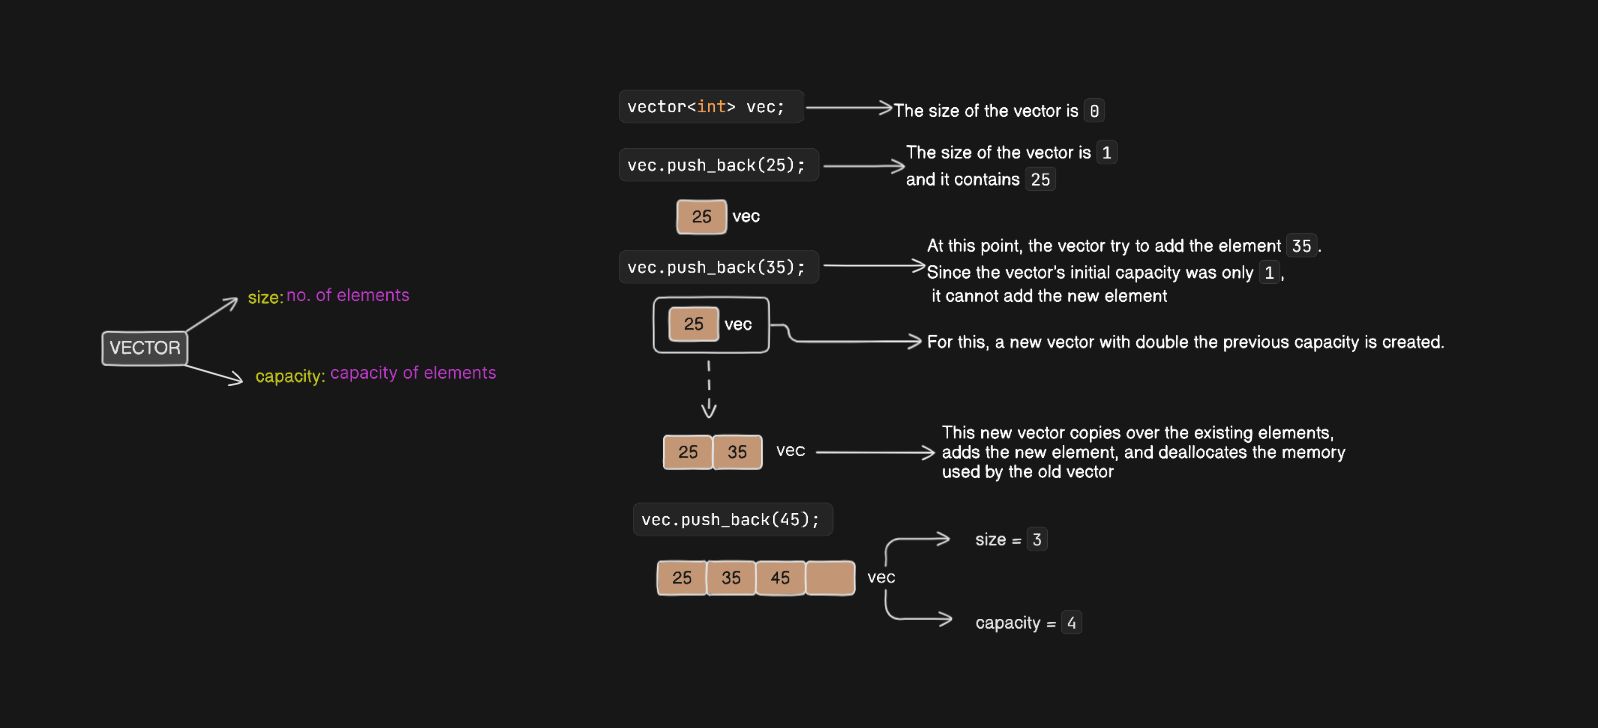 VECTOR
size: no. of elements
capacity: capacity of elements
vector<int> vec;
The size of the vector is 0
vec.push_back(25);
The size of the vector is 1
and it contains 25
25 vec
vec.push_back(35);
At this point, the vector try to add the element 35.
Since the vector's initial capacity was only 1,
it cannot add the new element
25 vec
For this, a new vector with double the previous capacity is created.
25 35 vec
This new vector copies over the existing elements,
adds the new element, and deallocates the memory
used by the old vector
vec.push_back(45);
25 35 45 vec
size = 3
capacity = 4